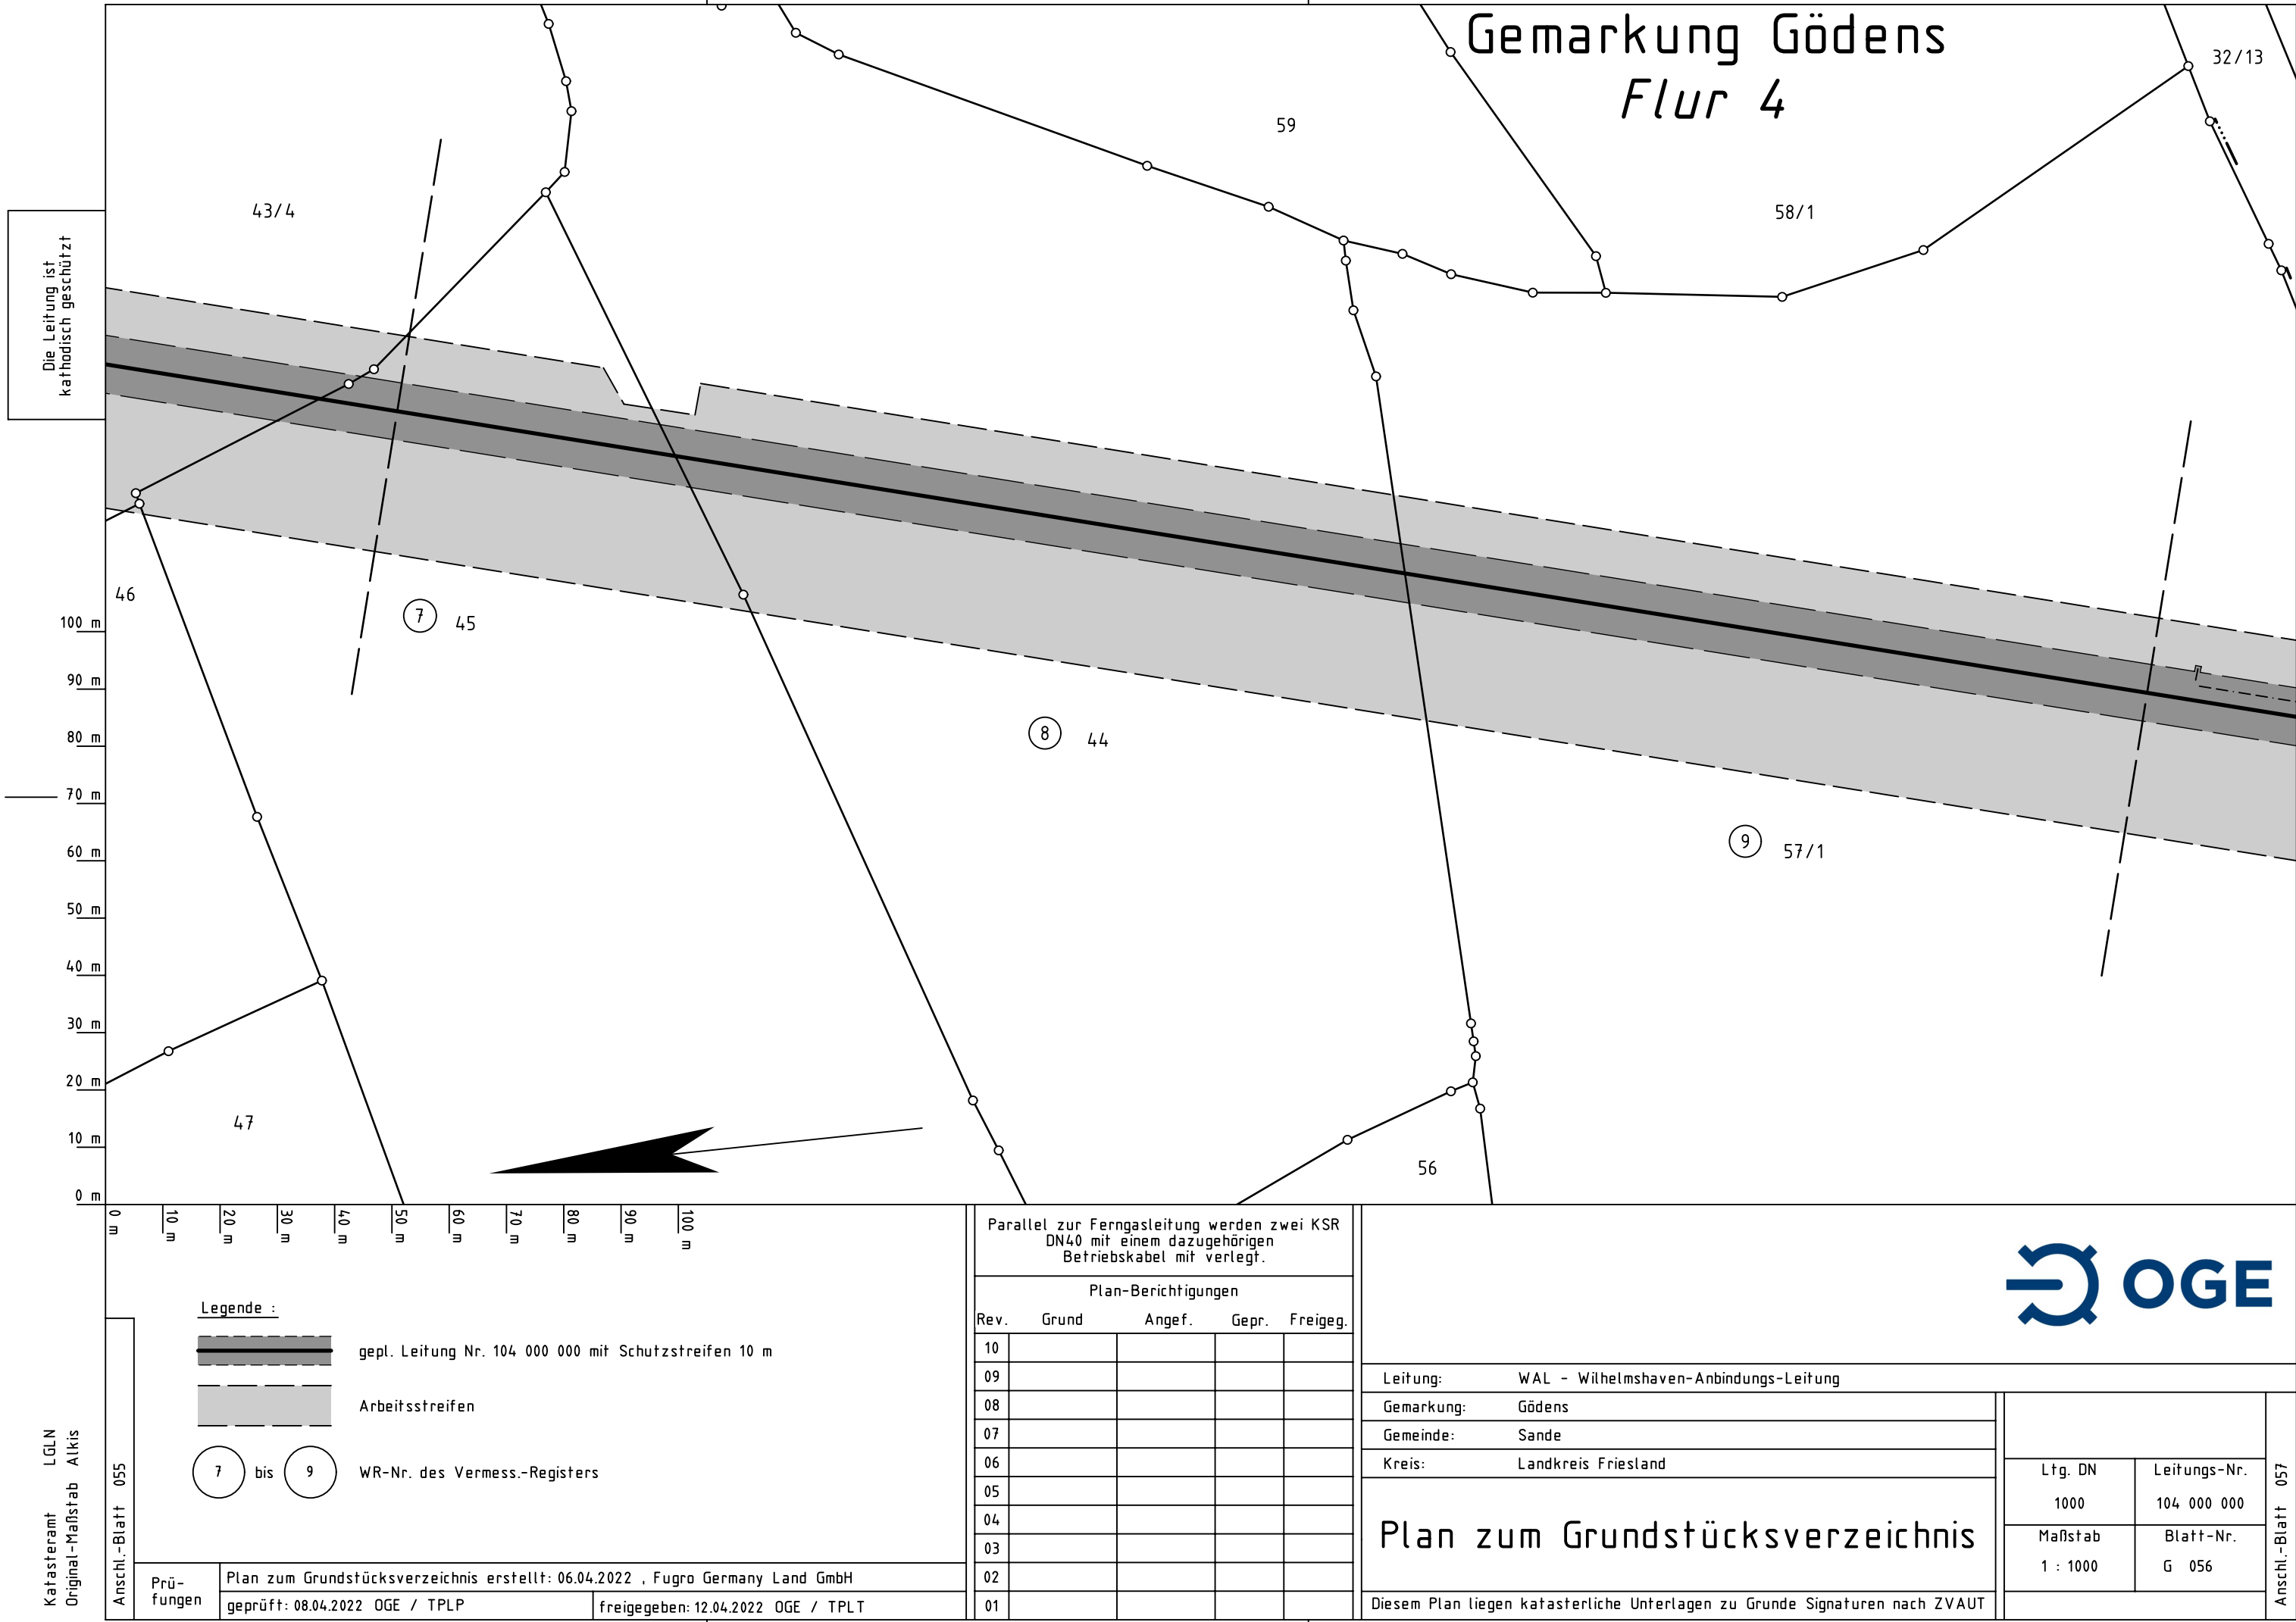 Gemarkung Gödens
Flur 4
32/13
59
58/1
43/4
Die Leitung ist
kathodisch geschützt
46
7
45
8
44
9
57/1
47
56
100 m
90 m
80 m
70 m
60 m
50 m
40 m
30 m
20 m
10 m
0 m
0 m
10 m
20 m
30 m
40 m
50 m
60 m
70 m
80 m
90 m
100 m
Legende :
gepl. Leitung Nr. 104 000 000 mit Schutzstreifen 10 m
Arbeitsstreifen
7 bis 9 WR-Nr. des Vermess.-Registers
Katasteramt LGLN
Original-Maßstab Alkis
Anschl.-Blatt 055
Prü-
fungen
Plan zum Grundstücksverzeichnis erstellt: 06.04.2022 , Fugro Germany Land GmbH
geprüft: 08.04.2022 OGE / TPLP
freigegeben: 12.04.2022 OGE / TPLT
Parallel zur Ferngasleitung werden zwei KSR
DN40 mit einem dazugehörigen
Betriebskabel mit verlegt.
Plan-Berichtigungen
Rev. Grund Angef. Gepr. Freigeg.
10
09
08
07
06
05
04
03
02
01
OGE
Leitung: WAL - Wilhelmshaven-Anbindungs-Leitung
Gemarkung: Gödens
Gemeinde: Sande
Kreis: Landkreis Friesland
Plan zum Grundstücksverzeichnis
Diesem Plan liegen katasterliche Unterlagen zu Grunde Signaturen nach ZVAUT
Ltg. DN Leitungs-Nr.
1000 104 000 000
Maßstab Blatt-Nr.
1 : 1000 G 056
Anschl.-Blatt 057